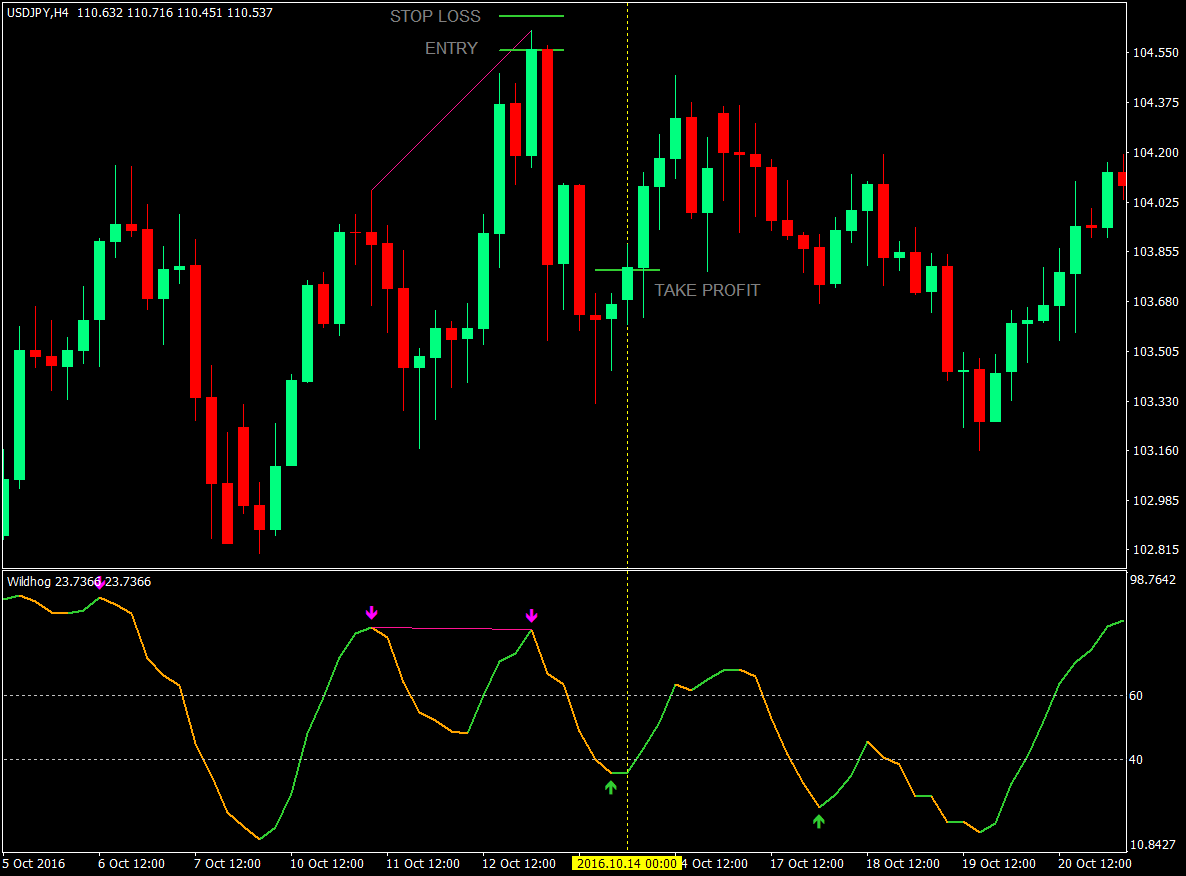 USDJPY,H4 110.632 110.716 110.451 110.537
STOP LOSS
ENTRY
TAKE PROFIT
104.550
104.375
104.200
104.025
103.855
103.680
103.505
103.330
103.160
102.985
102.815
Wildhog 23.7366 23.7366
98.7642
60
40
10.8427
5 Oct 2016 6 Oct 12:00 7 Oct 12:00 10 Oct 12:00 11 Oct 12:00 12 Oct 12:00 2016.10.14 00:00 4 Oct 12:00 17 Oct 12:00 18 Oct 12:00 19 Oct 12:00 20 Oct 12:00